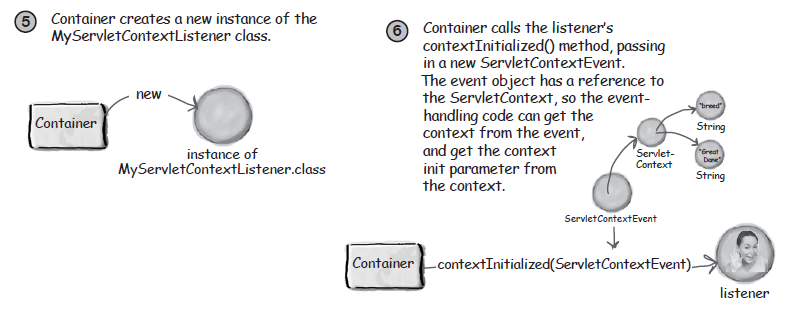 5
Container creates a new instance of the
MyServletContextListener class.
new
Container
instance of
MyServletContextListener.class
6
Container calls the listener's
contextInitialized() method, passing
in a new ServletContextEvent.
The event object has a reference to
the ServletContext, so the event-
handling code can get the
context from the event,
and get the context
init parameter from
the context.
"breed"
String
Servlet-
Context
"Great
Dane"
String
ServletContextEvent
Container
contextInitialized(ServletContextEvent)
listener